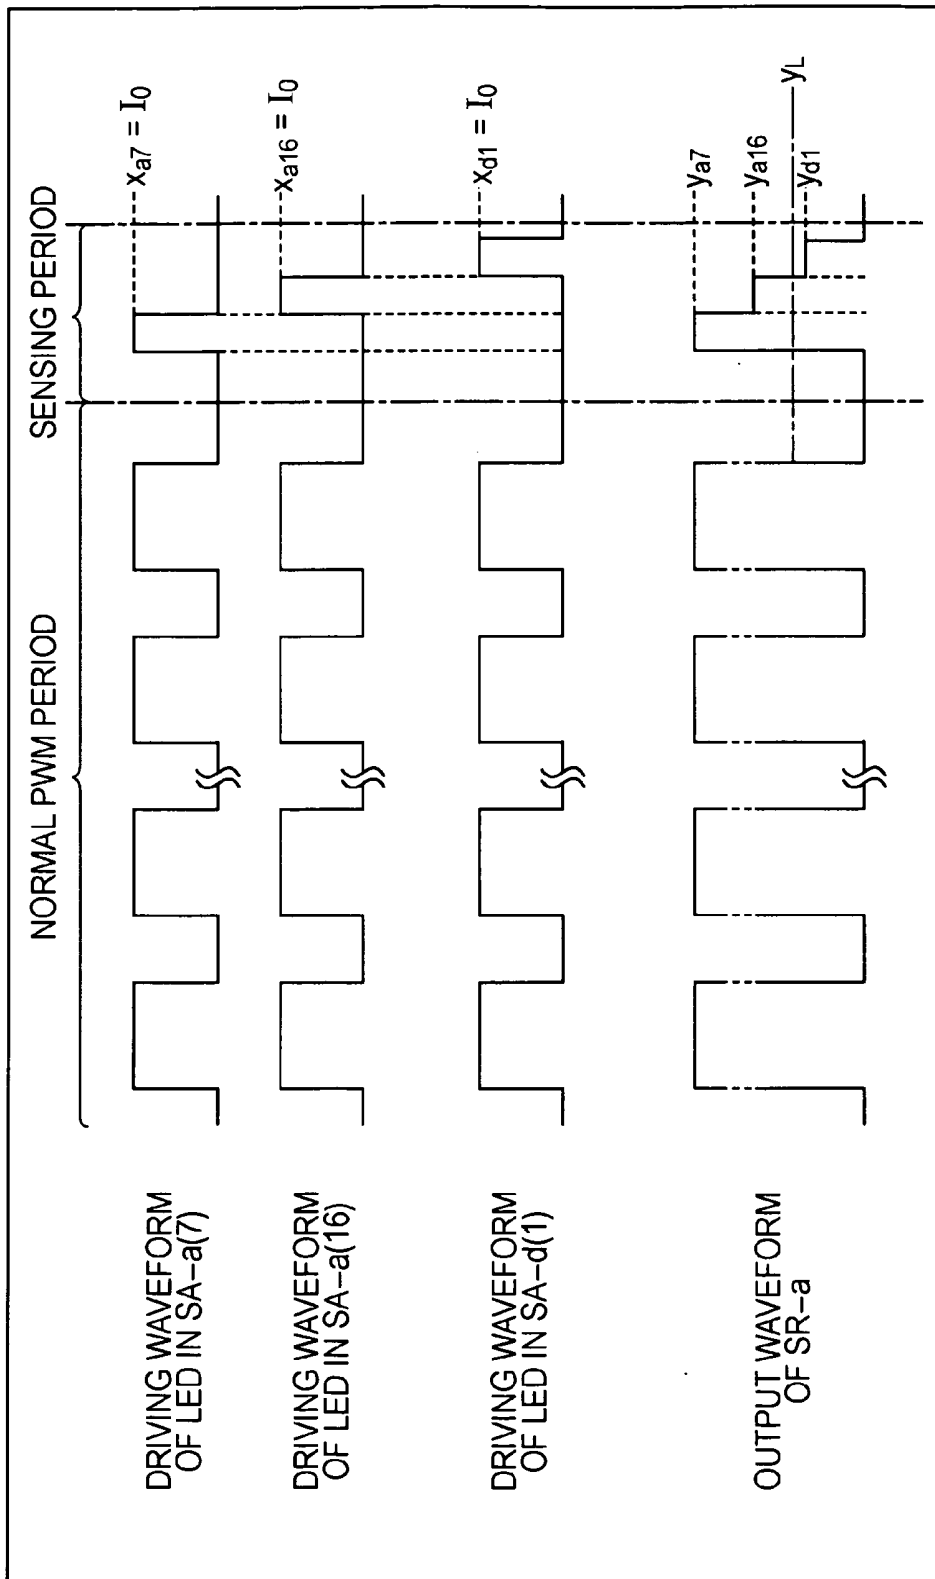 NORMAL PWM PERIOD
SENSING PERIOD
DRIVING WAVEFORM
OF LED IN SA-a(7)
xa7 = I0
DRIVING WAVEFORM
OF LED IN SA-a(16)
xa16 = I0
DRIVING WAVEFORM
OF LED IN SA-d(1)
xd1 = I0
OUTPUT WAVEFORM
OF SR-a
ya7
ya16
yL
yd1